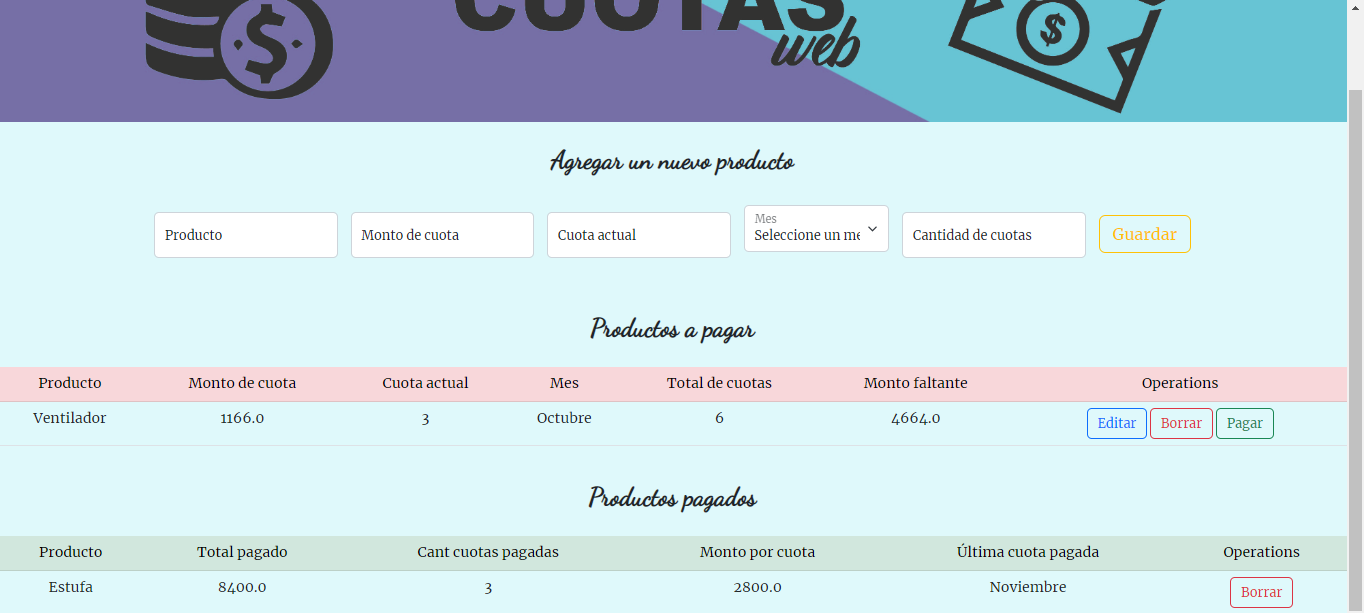 CUOTAS
web
Agregar un nuevo producto
Producto
Monto de cuota
Cuota actual
Mes
Seleccione un me
Cantidad de cuotas
Guardar
Productos a pagar
Producto Monto de cuota Cuota actual Mes Total de cuotas Monto faltante Operations
Ventilador 1166.0 3 Octubre 6 4664.0 Editar Borrar Pagar
Productos pagados
Producto Total pagado Cant cuotas pagadas Monto por cuota Última cuota pagada Operations
Estufa 8400.0 3 2800.0 Noviembre Borrar